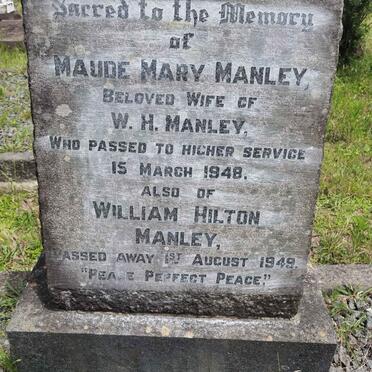 Sacred to the Memory
of
MAUDE MARY MANLEY,
BELOVED WIFE OF
W. H. MANLEY,
WHO PASSED TO HIGHER SERVICE
15 MARCH 1948.
ALSO OF
WILLIAM HILTON
MANLEY,
PASSED AWAY 1ST AUGUST 1949.
"PEACE PERFECT PEACE."